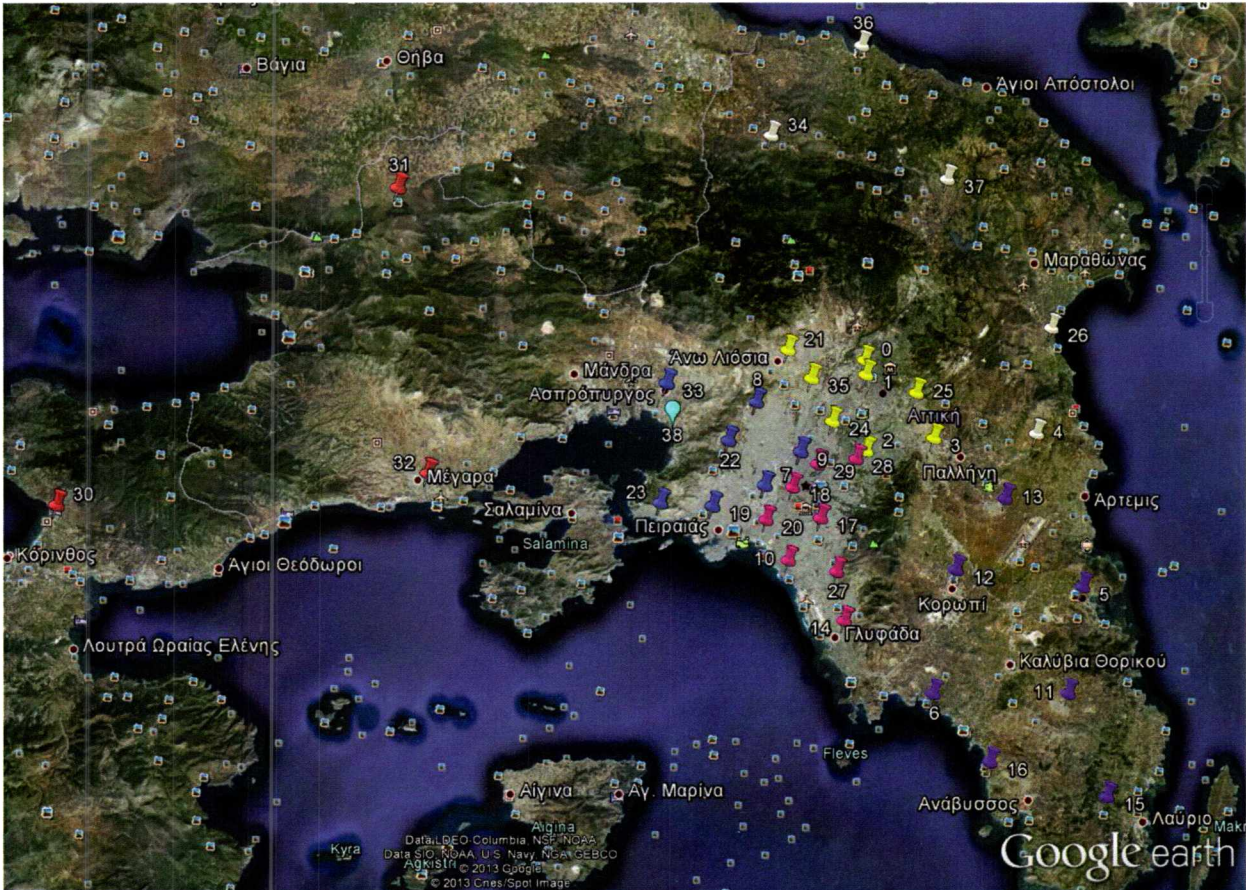 36
Βάγια
Θήβα
Άγιοι Απόστολοι
34
31
37
Μαραθώνας
26
21
0
Άνω Λιόσια
1
Μάνδρα
8
35
25
33
Ασπρόπυργος
Αττική
38
24
4
22
2
3
9
28
32
Μέγαρα
7
29
Παλλήνη
30
23
18
13
Άρτεμις
Σαλαμίνα
19
20
17
Πειραιάς
Κόρινθος
Salamina
10
Άγιοι Θεόδωροι
12
27
Κορωπί
5
14
Γλυφάδα
Λουτρά Ωραίας Ελένης
Καλύβια Θορικού
11
6
Fleves
16
Αίγινα
Αγ. Μαρίνα
Ανάβυσσος
15
Λαύριο
Makr
Aigina
Kyra
Agkistri
Data LDEO-Columbia, NSF, NOAA
Data SIO, NOAA, U.S. Navy, NGA, GEBCO
© 2013 Google
© 2013 Cnes/Spot Image
Google earth